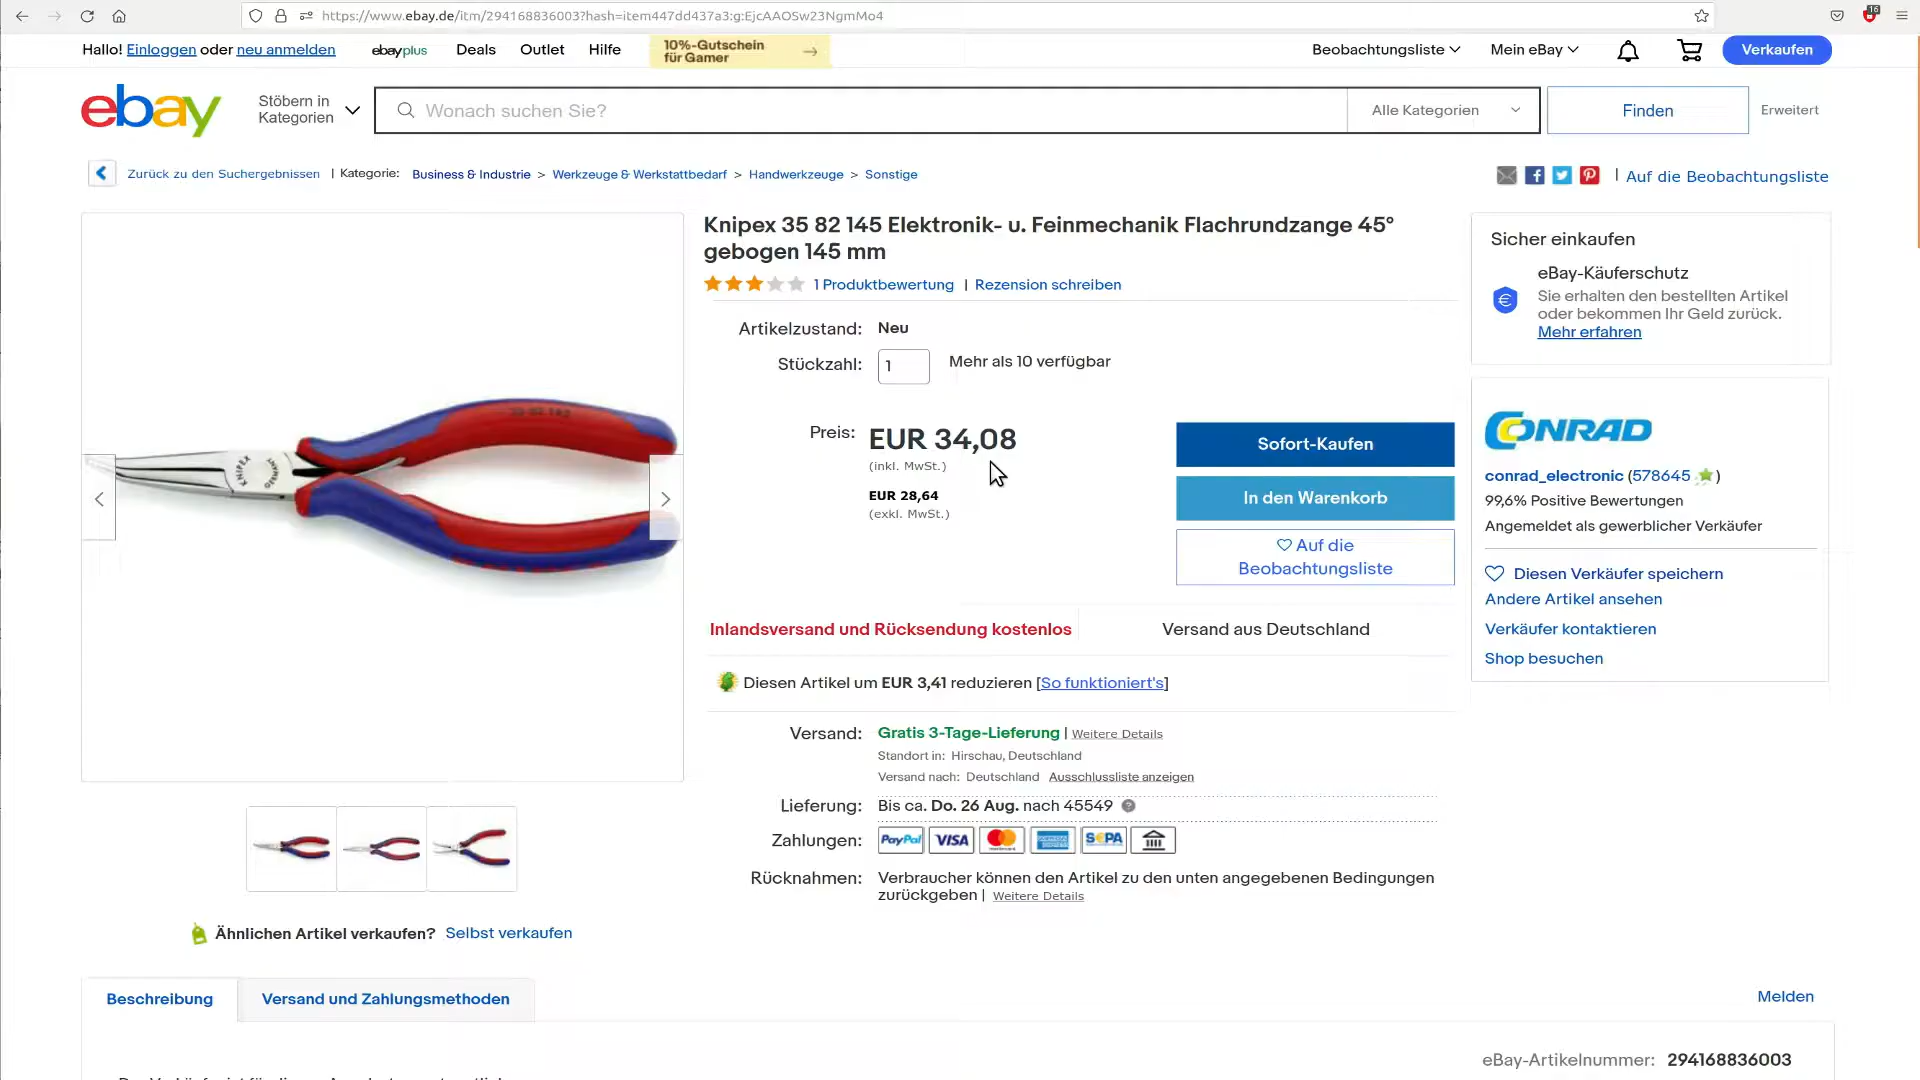 https://www.ebay.de/itm/294168836003?hash=item447dd437a3:g:EjcAAOSw23NgmMo4
16
Hallo! Einloggen oder neu anmelden
ebayplus
Deals
Outlet
Hilfe
10%-Gutschein
für Gamer
Beobachtungsliste
Mein eBay
Verkaufen
ebay
Stöbern in
Kategorien
Wonach suchen Sie?
Alle Kategorien
Finden
Erweitert
Zurück zu den Suchergebnissen | Kategorie: Business & Industrie > Werkzeuge & Werkstattbedarf > Handwerkzeuge > Sonstige
| Auf die Beobachtungsliste
Knipex 35 82 145 Elektronik- u. Feinmechanik Flachrundzange 45°
gebogen 145 mm
1 Produktbewertung | Rezension schreiben
Artikelzustand: Neu
Stückzahl: 1 Mehr als 10 verfügbar
Preis: EUR 34,08
(inkl. MwSt.)
EUR 28,64
(exkl. MwSt.)
Sofort-Kaufen
In den Warenkorb
Auf die
Beobachtungsliste
Inlandsversand und Rücksendung kostenlos
Versand aus Deutschland
Diesen Artikel um EUR 3,41 reduzieren [So funktioniert's]
Versand: Gratis 3-Tage-Lieferung | Weitere Details
Standort in: Hirschau, Deutschland
Versand nach: Deutschland Ausschlussliste anzeigen
Lieferung: Bis ca. Do. 26 Aug. nach 45549 ?
Zahlungen: PayPal VISA mastercard SEPA
Rücknahmen: Verbraucher können den Artikel zu den unten angegebenen Bedingungen
zurückgeben | Weitere Details
Sicher einkaufen
eBay-Käuferschutz
Sie erhalten den bestellten Artikel
oder bekommen Ihr Geld zurück.
Mehr erfahren
CONRAD
conrad_electronic (578645)
99,6% Positive Bewertungen
Angemeldet als gewerblicher Verkäufer
Diesen Verkäufer speichern
Andere Artikel ansehen
Verkäufer kontaktieren
Shop besuchen
KNIPEX
Ähnlichen Artikel verkaufen? Selbst verkaufen
Beschreibung
Versand und Zahlungsmethoden
Melden
eBay-Artikelnummer: 294168836003